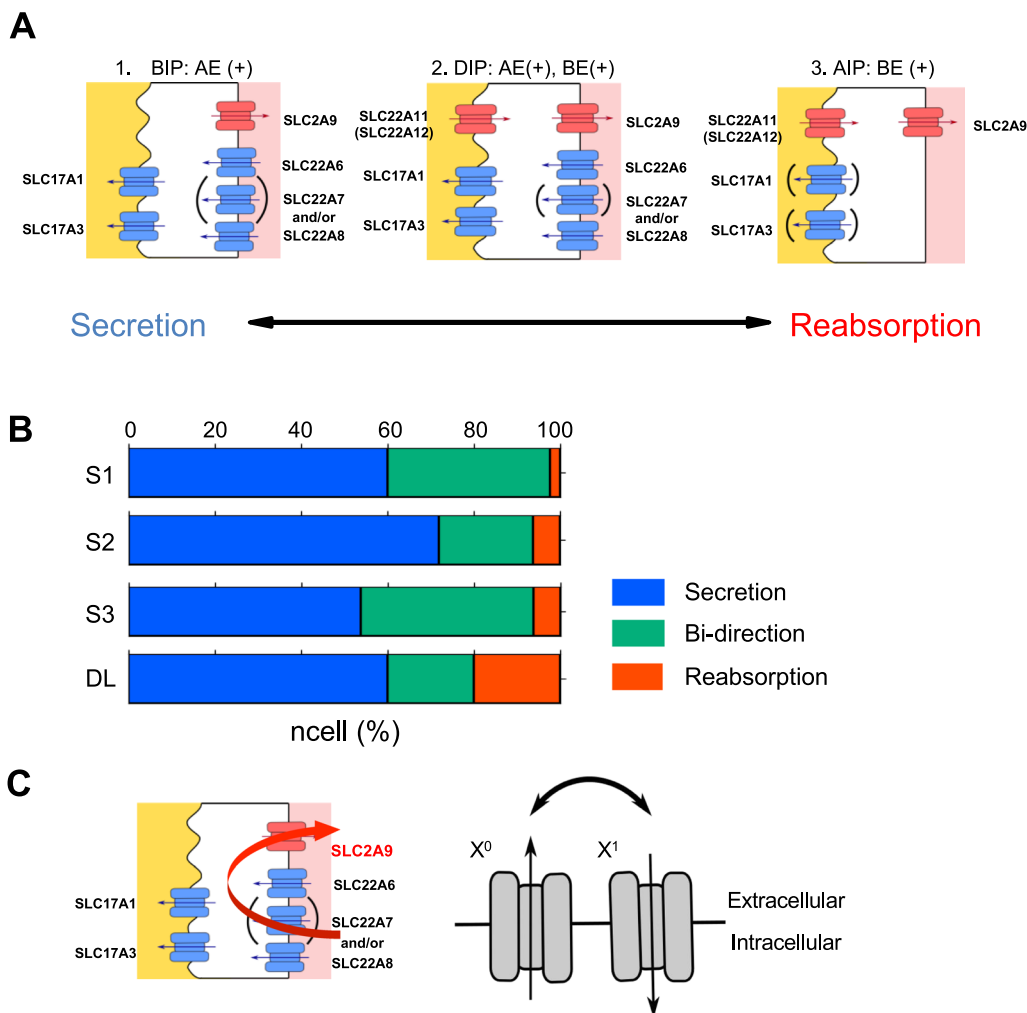 A
1. BIP: AE (+)
SLC2A9
SLC22A6
SLC17A1
SLC22A7
and/or
SLC17A3
SLC22A8
2. DIP: AE(+), BE(+)
SLC22A11
(SLC22A12)
SLC2A9
SLC22A6
SLC17A1
SLC22A7
and/or
SLC17A3
SLC22A8
3. AIP: BE (+)
SLC22A11
(SLC22A12)
SLC2A9
SLC17A1
SLC17A3
Secretion
Reabsorption
B
0 20 40 60 80 100
S1
S2
S3
DL
ncell (%)
Secretion
Bi-direction
Reabsorption
C
SLC2A9
SLC22A6
SLC17A1
SLC22A7
and/or
SLC17A3
SLC22A8
X⁰ X¹
Extracellular
Intracellular